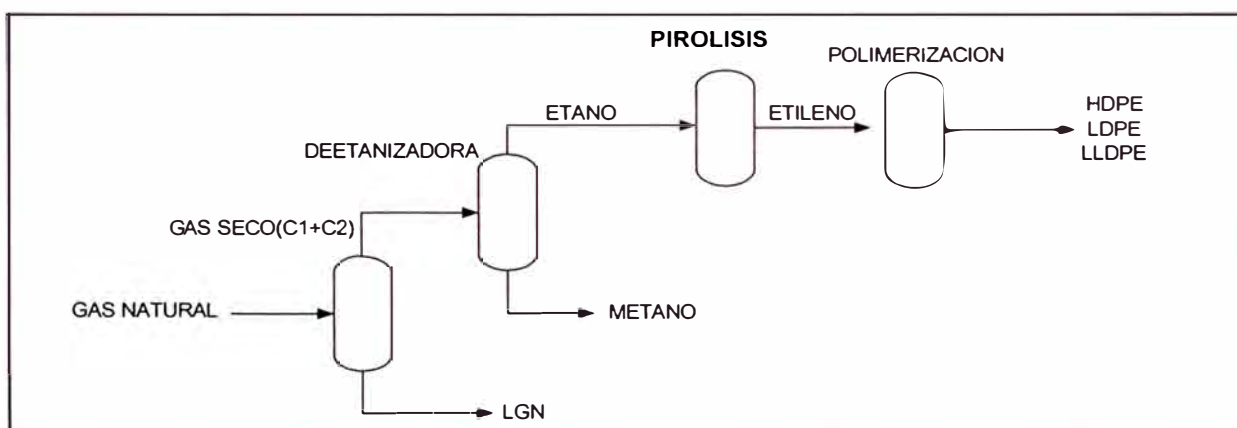 PIROLISIS
POLIMERIZACION
ETANO
ETILENO
HDPE
LDPE
LLDPE
DEETANIZADORA
GAS SECO(C1+C2)
GAS NATURAL
METANO
LGN